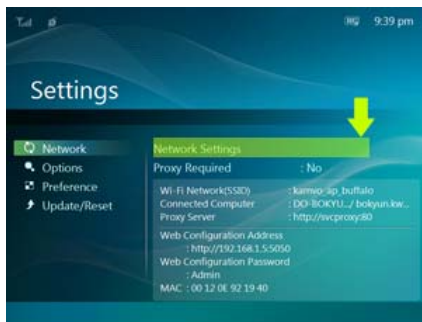 9:39 pm
Settings
Network
Options
Preference
Update/Reset
Network Settings
Proxy Required : No
Wi-Fi Network(SSID) : kamvo_ap_buffalo
Connected Computer : DO-BOKYU.../ bokyun.kw...
Proxy Server : http://svcproxy:80
Web Configuration Address
: http://192.168.1.5:5050
Web Configuration Password
: Admin
MAC : 00 12 0E 92 19 40